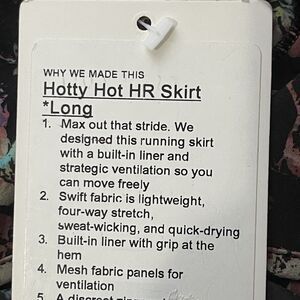 WHY WE MADE THIS
Hotty Hot HR Skirt
*Long
1. Max out that stride. We
designed this running skirt
with a built-in liner and
strategic ventilation so you
can move freely
2. Swift fabric is lightweight,
four-way stretch,
sweat-wicking, and quick-drying
3. Built-in liner with grip at the
hem
4. Mesh fabric panels for
ventilation
5. A discreet